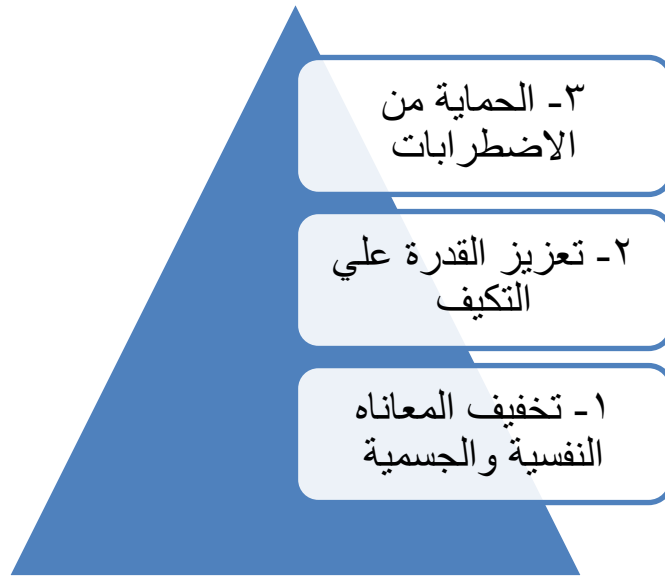 ٣- الحماية من
الاضطرابات
٢- تعزيز القدرة علي
التكيف
١- تخفيف المعاناه
النفسية والجسمية